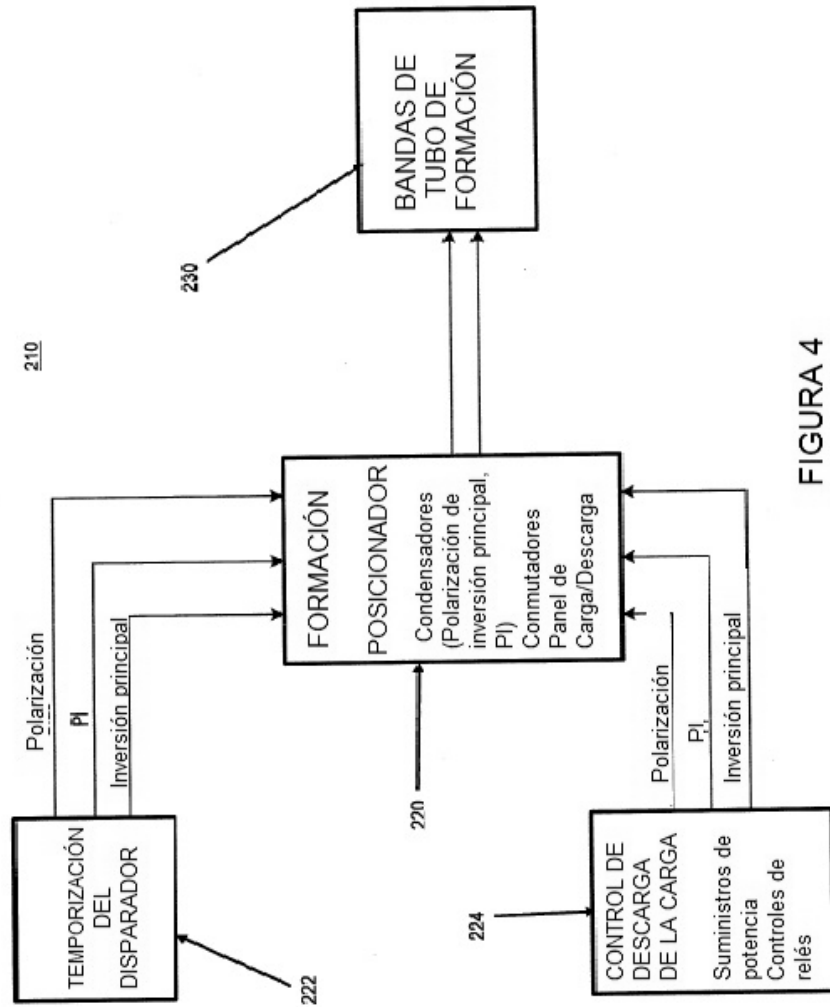 210
TEMPORIZACIÓN
DEL
DISPARADOR
222
Polarización
PI
Inversión principal
FORMACIÓN
POSICIONADOR
Condensadores
(Polarización de
inversión principal,
PI)
Conmutadores
Panel de
Carga/Descarga
220
230
BANDAS DE
TUBO DE
FORMACIÓN
CONTROL DE
DESCARGA
DE LA CARGA
Suministros de
potencia
Controles de
relés
224
Polarización
PI,
Inversión principal
FIGURA 4